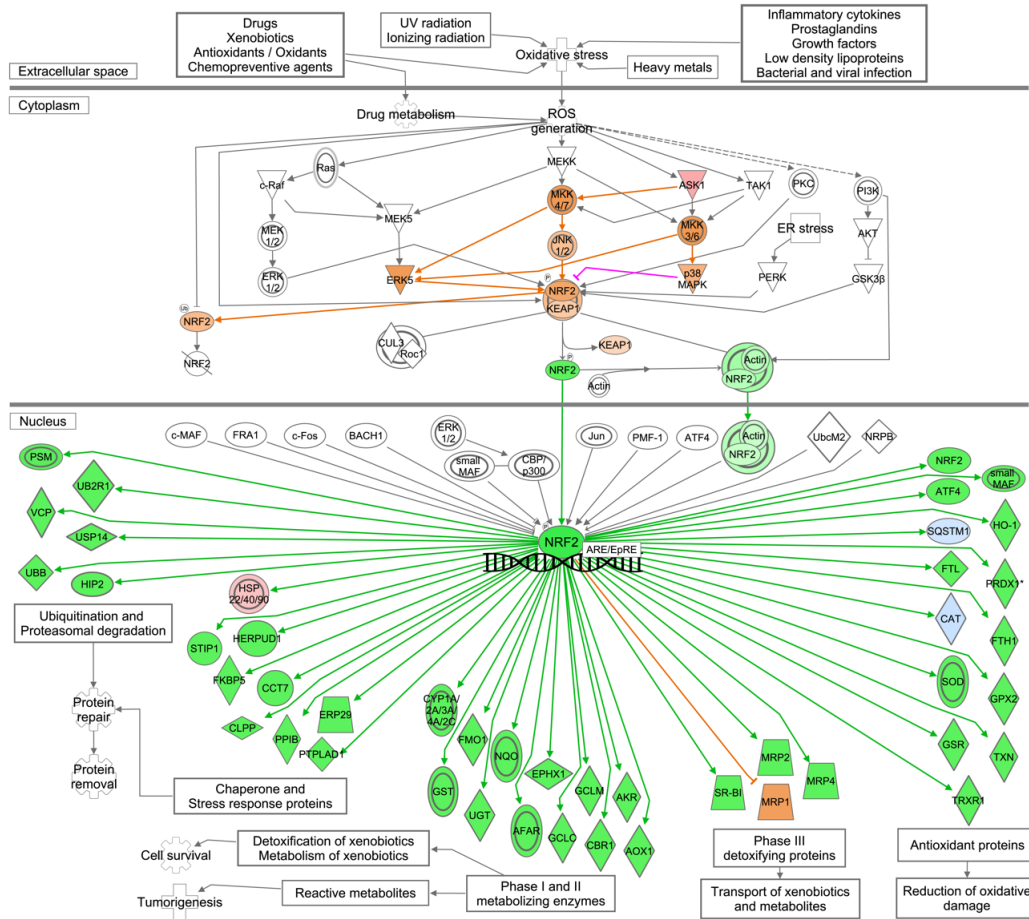 Drugs
Xenobiotics
Antioxidants / Oxidants
Chemopreventive agents
UV radiation
Ionizing radiation
Oxidative stress
Heavy metals
Inflammatory cytokines
Prostaglandins
Growth factors
Low density lipoproteins
Bacterial and viral infection
Extracellular space
Cytoplasm
Drug metabolism
ROS
generation
Ras
c-Raf
MEKK
ASK1
TAK1
PKC
PI3K
MKK
4/7
MEK5
MEK
1/2
MKK
3/6
ER stress
AKT
JNK
1/2
ERK
1/2
ERK5
p38
MAPK
PERK
GSK3β
P
NRF2
KEAP1
Ub
NRF2
NRF2
CUL3
Roc1
KEAP1
P
NRF2
Actin
Actin
NRF2
Nucleus
c-MAF
FRA1
c-Fos
BACH1
ERK
1/2
small
MAF
CBP/
p300
Jun
PMF-1
ATF4
Actin
NRF2
UbcM2
NRPB
PSM
UB2R1
VCP
USP14
UBB
HIP2
P
NRF2
ARE/EpRE
NRF2
small
MAF
ATF4
HO-1
SQSTM1
FTL
PRDX1*
CAT
FTH1
SOD
GPX2
GSR
TXN
TRXR1
HSP
22/40/90
STIP1
HERPUD1
FKBP5
CCT7
CLPP
PPIB
ERP29
PTPLAD1
CYP1A/
2A/3A/
4A/2C
FMO1
GST
UGT
NQO
AFAR
EPHX1
GCLC
GCLM
CBR1
AKR
AOX1
SR-BI
MRP2
MRP1
MRP4
Ubiquitination and
Proteasomal degradation
Protein
repair
Protein
removal
Chaperone and
Stress response proteins
Cell survival
Detoxification of xenobiotics
Metabolism of xenobiotics
Tumorigenesis
Reactive metabolites
Phase I and II
metabolizing enzymes
Phase III
detoxifying proteins
Transport of xenobiotics
and metabolites
Antioxidant proteins
Reduction of oxidative
damage